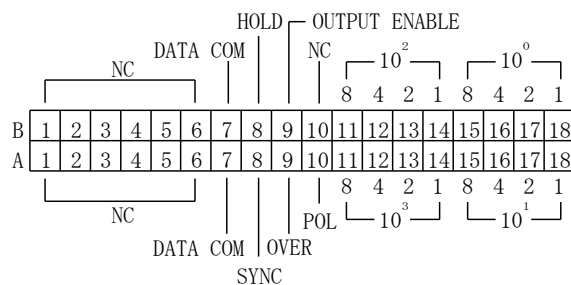 HOLD OUTPUT ENABLE
DATA COM NC
NC 10² 10⁰
8 4 2 1 8 4 2 1
B 1 2 3 4 5 6 7 8 9 10 11 12 13 14 15 16 17 18
A 1 2 3 4 5 6 7 8 9 10 11 12 13 14 15 16 17 18
8 4 2 1 8 4 2 1
NC POL 10³ 10¹
DATA COM OVER
SYNC